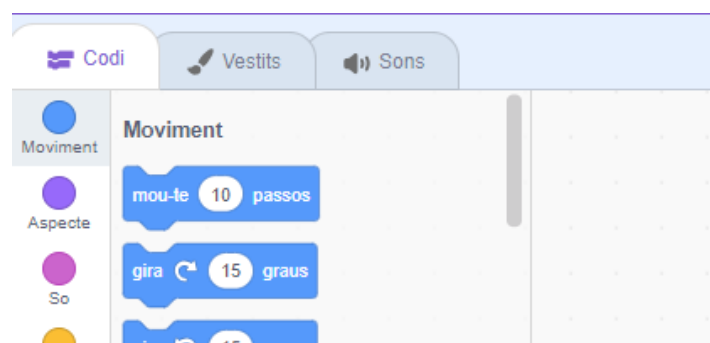 Codi
Vestits
Sons
Moviment
Moviment
mou-te 10 passos
Aspecte
gira 15 graus
So